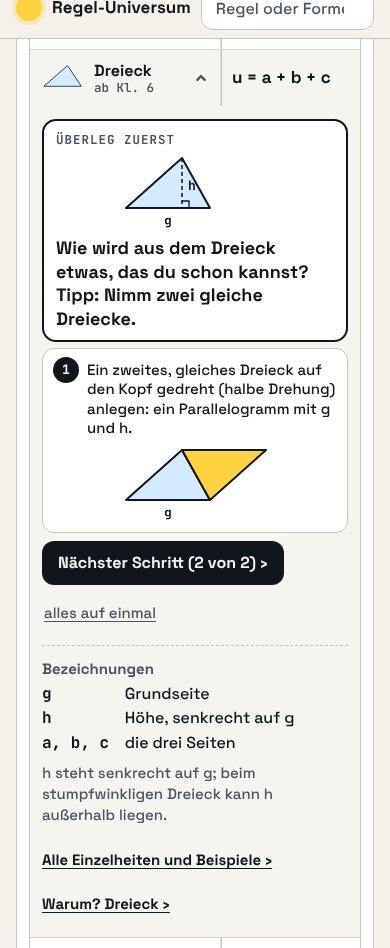 Regel-Universum
Regel oder Forme
Dreieck
ab Kl. 6
u = a + b + c
ÜBERLEG ZUERST
h
g
Wie wird aus dem Dreieck
etwas, das du schon kannst?
Tipp: Nimm zwei gleiche
Dreiecke.
1
Ein zweites, gleiches Dreieck auf
den Kopf gedreht (halbe Drehung)
anlegen: ein Parallelogramm mit g
und h.
g
Nächster Schritt (2 von 2) >
alles auf einmal
Bezeichnungen
g Grundseite
h Höhe, senkrecht auf g
a, b, c die drei Seiten
h steht senkrecht auf g; beim
stumpfwinkligen Dreieck kann h
außerhalb liegen.
Alle Einzelheiten und Beispiele >
Warum? Dreieck >